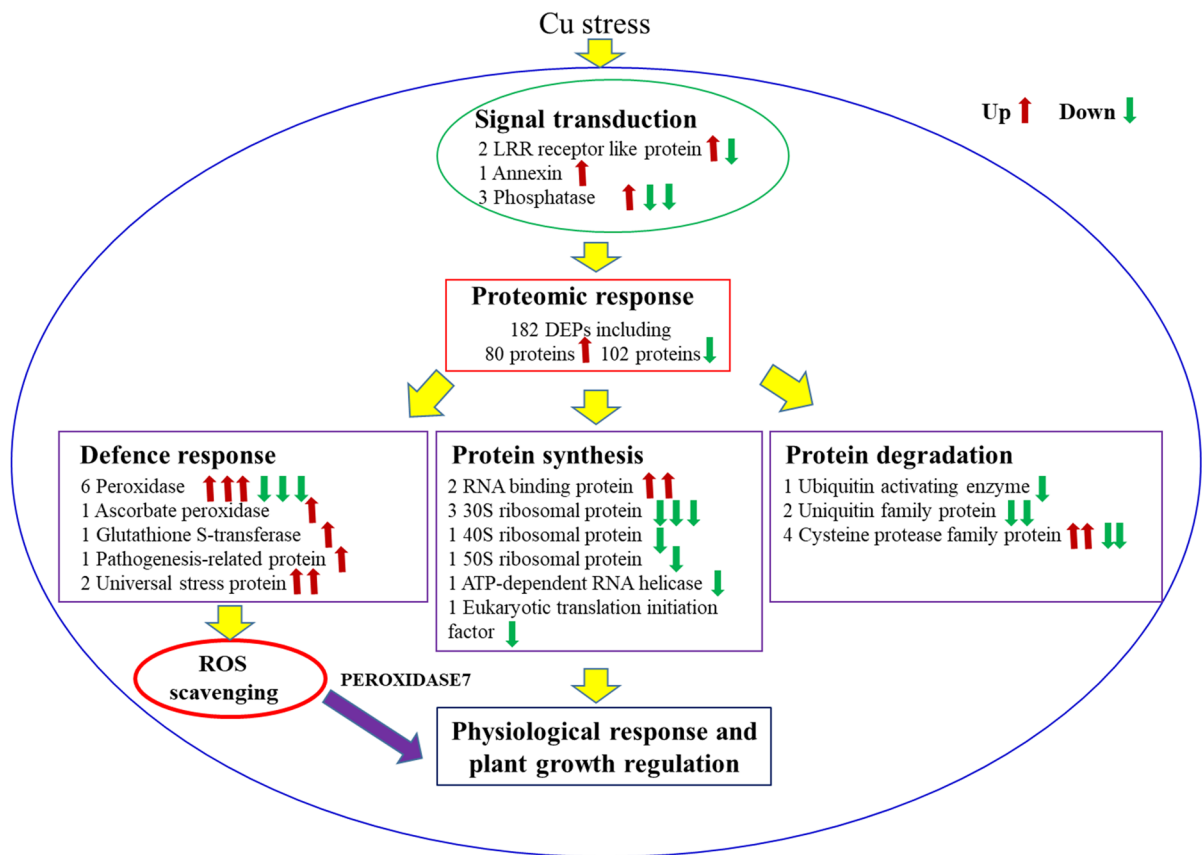 Cu stress
Up Down
Signal transduction
2 LRR receptor like protein
1 Annexin
3 Phosphatase
Proteomic response
182 DEPs including
80 proteins 102 proteins
Defence response
6 Peroxidase
1 Ascorbate peroxidase
1 Glutathione S-transferase
1 Pathogenesis-related protein
2 Universal stress protein
Protein synthesis
2 RNA binding protein
3 30S ribosomal protein
1 40S ribosomal protein
1 50S ribosomal protein
1 ATP-dependent RNA helicase
1 Eukaryotic translation initiation
factor
Protein degradation
1 Ubiquitin activating enzyme
2 Uniquitin family protein
4 Cysteine protease family protein
ROS
scavenging
PEROXIDASE7
Physiological response and
plant growth regulation